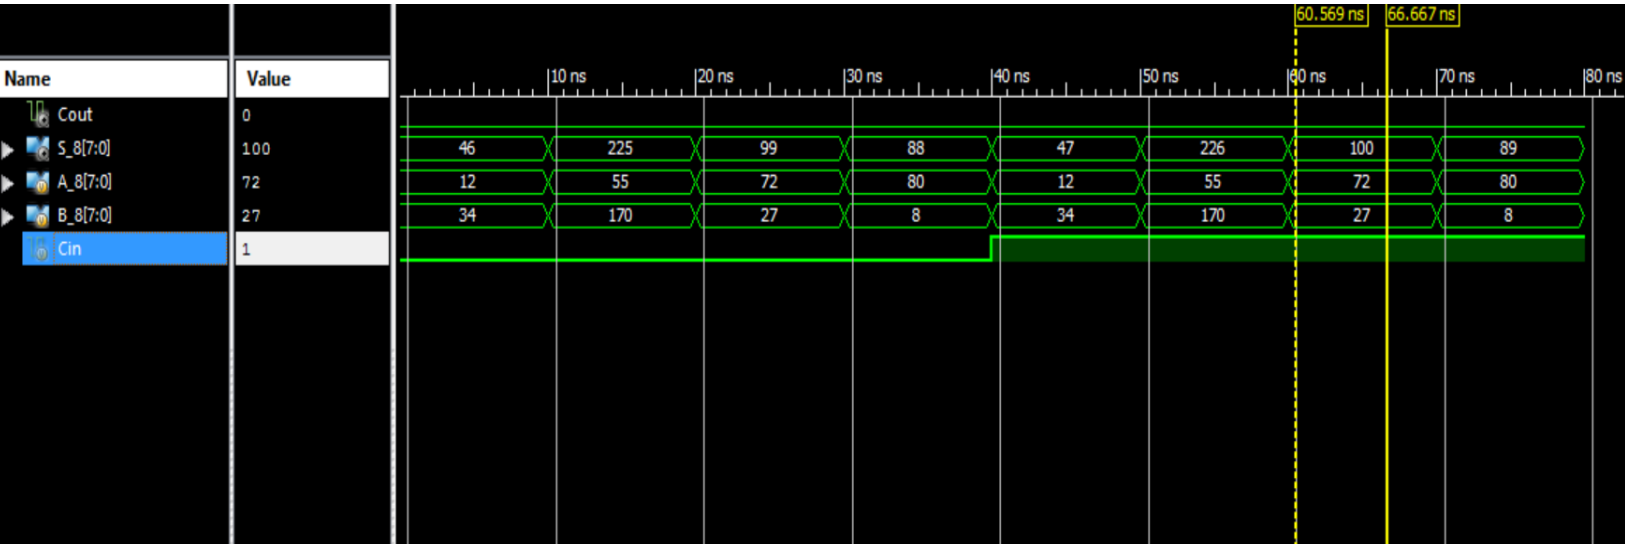 60.569 ns 66.667 ns
Name Value 10 ns 20 ns 30 ns 40 ns 50 ns 60 ns 70 ns 80 ns
Cout 0
S_8[7:0] 100 46 225 99 88 47 226 100 89
A_8[7:0] 72 12 55 72 80 12 55 72 80
B_8[7:0] 27 34 170 27 8 34 170 27 8
Cin 1